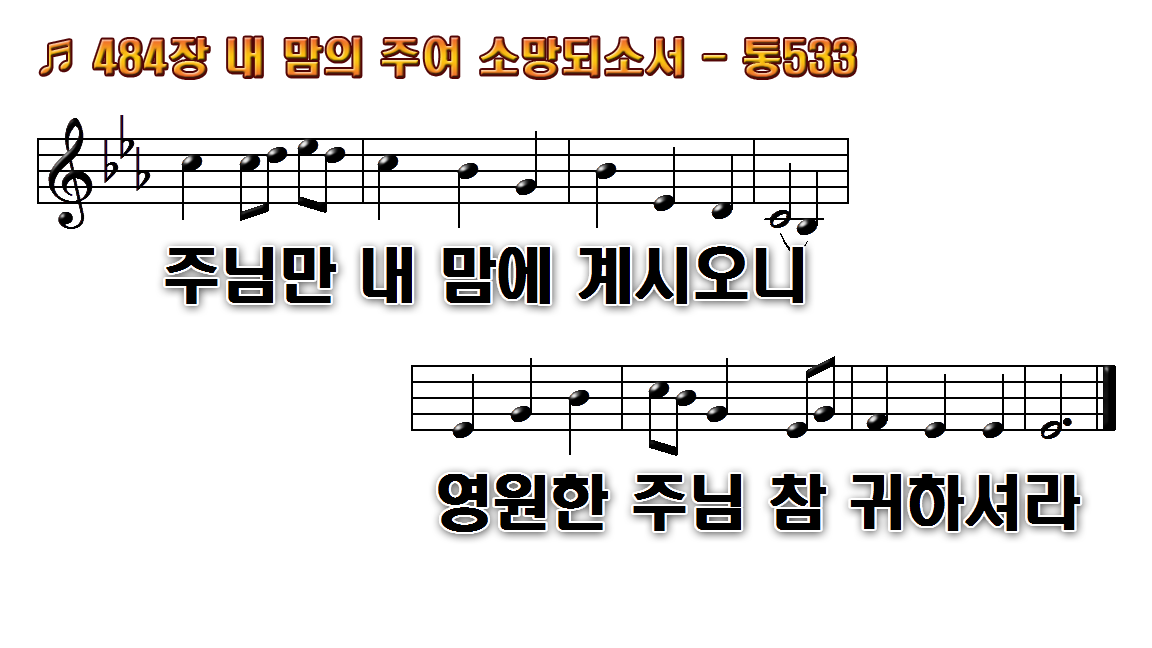 ♬ 484장 내 맘의 주여 소망되소서 - 통533
주님만 내 맘에 계시오니
영원한 주님 참 귀하셔라